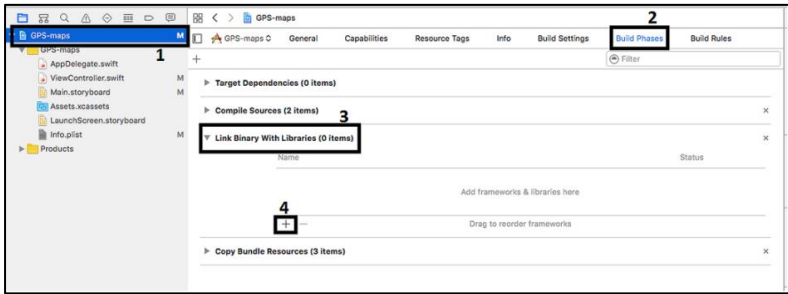 GPS-maps
GPS-maps M
1
2
GPS-maps General Capabilities Resource Tags Info Build Settings Build Phases Build Rules
GPS-maps
AppDelegate.swift
ViewController.swift M
Main.storyboard M
Assets.xcassets
LaunchScreen.storyboard
Info.plist M
Products
+ Filter
Target Dependencies (0 items)
Compile Sources (2 items) ×
3
Link Binary With Libraries (0 items) ×
Name Status
Add frameworks & libraries here
4
+ − Drag to reorder frameworks
Copy Bundle Resources (3 items) ×